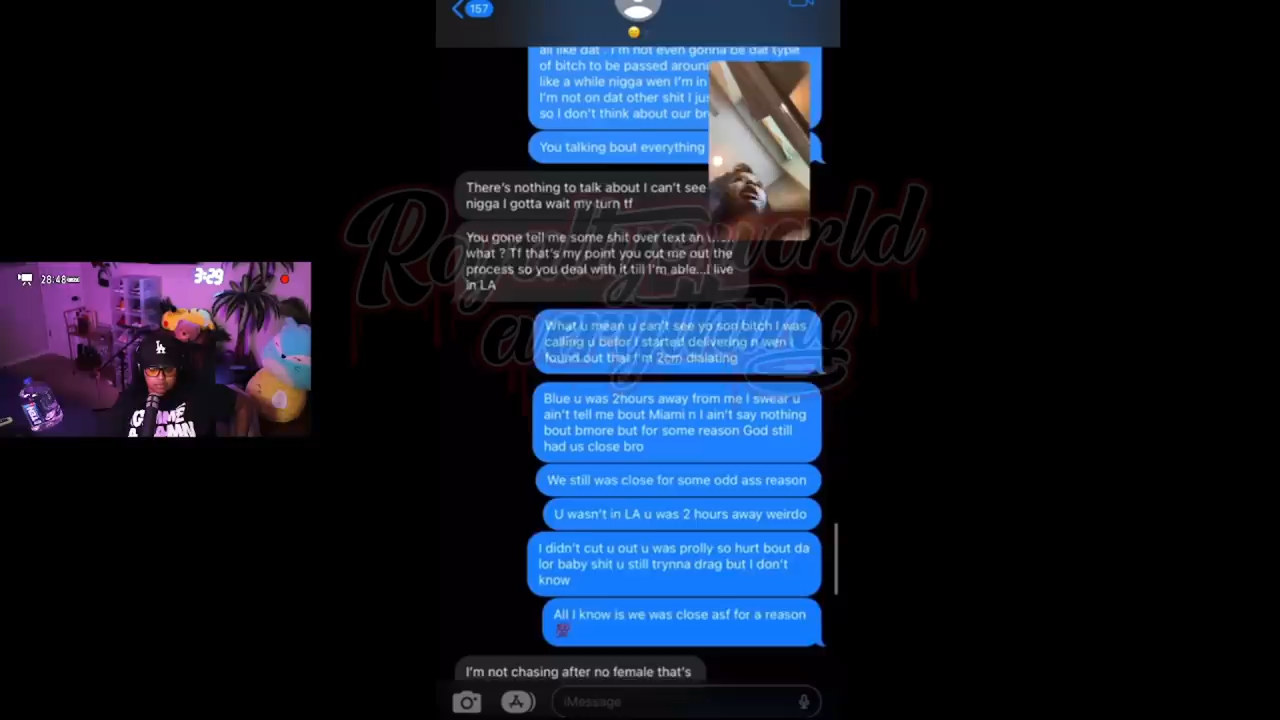 157
all like dat . I'm not even gonna be dat type
of bitch to be passed around
like a while nigga wen I'm in
I'm not on dat other shit I jus
so I don't think about our br
You talking bout everything
There's nothing to talk about I can't see
nigga I gotta wait my turn tf
You gone tell me some shit over text an then
what ? Tf that's my point you cut me out the
process so you deal with it till I'm able...I live
in LA
What u mean u can't see yo son bitch I was
calling u befor I started delivering n wen I
found out that I'm 2cm dialating
Blue u was 2hours away from me I swear u
ain't tell me bout Miami n I ain't say nothing
bout bmore but for some reason God still
had us close bro
We still was close for some odd ass reason
U wasn't in LA u was 2 hours away weirdo
I didn't cut u out u was prolly so hurt bout da
lor baby shit u still trynna drag but I don't
know
All I know is we was close asf for a reason
💯
I'm not chasing after no female that's
iMessage
28:48
3:29
LA
everything